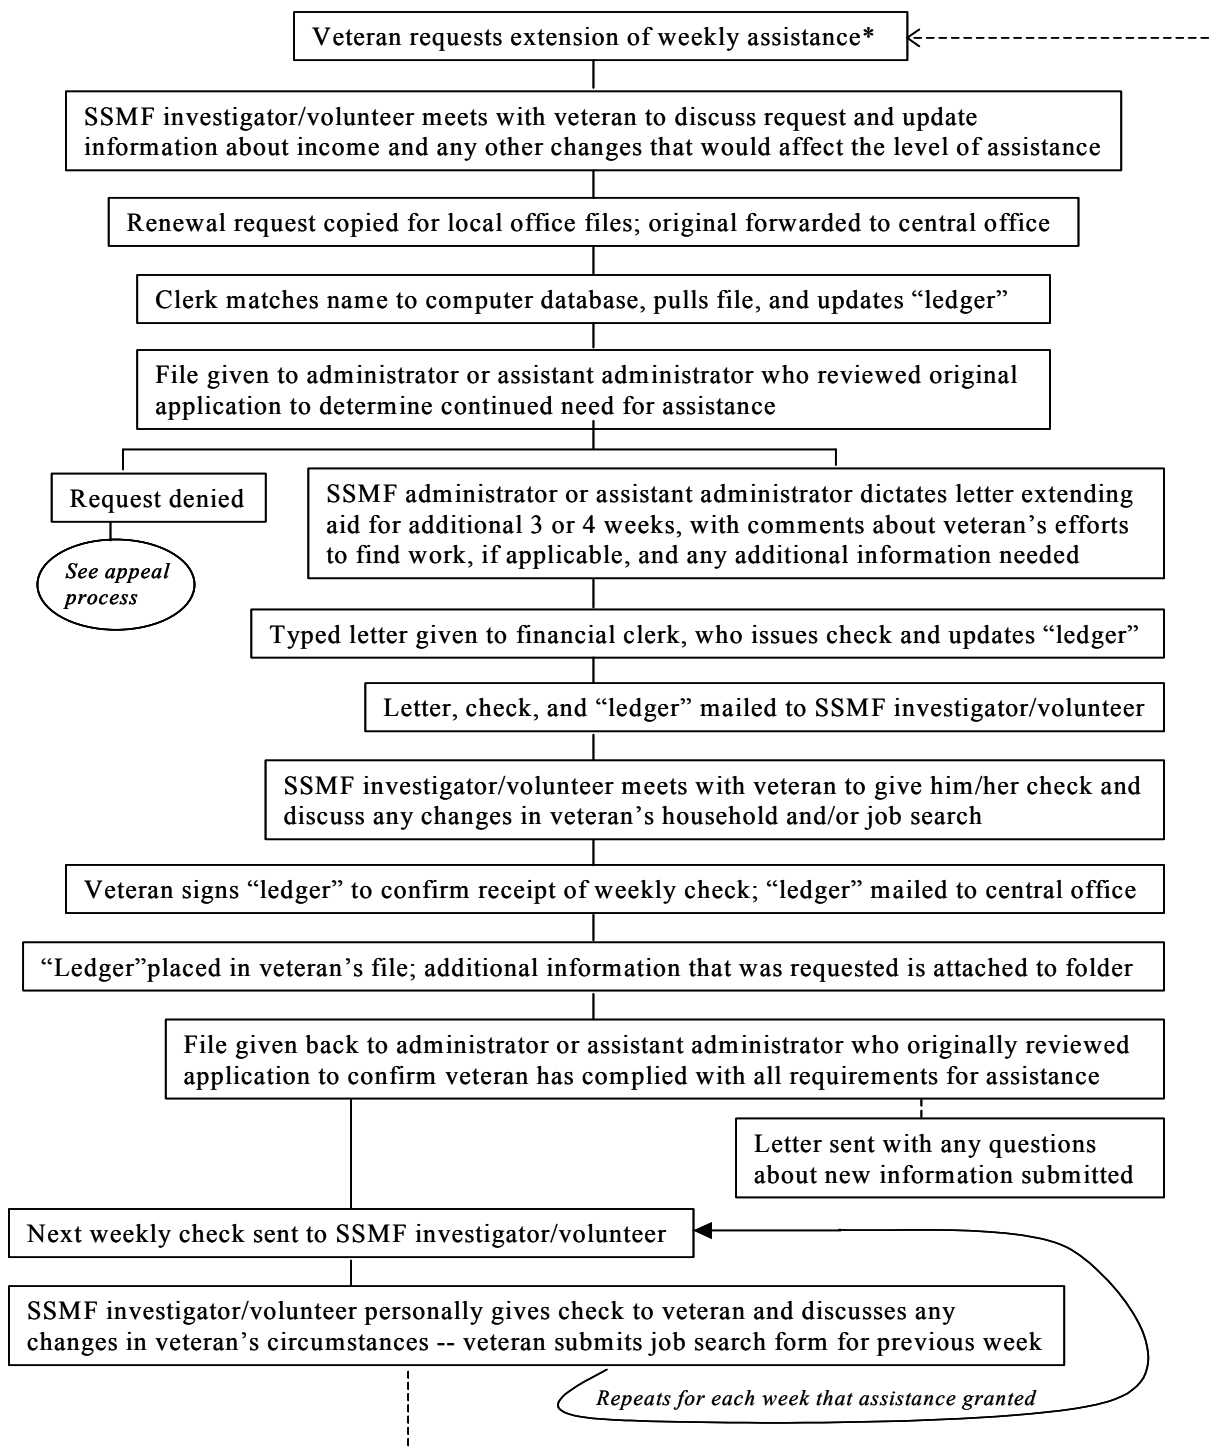 Veteran requests extension of weekly assistance*
SSMF investigator/volunteer meets with veteran to discuss request and update
information about income and any other changes that would affect the level of assistance
Renewal request copied for local office files; original forwarded to central office
Clerk matches name to computer database, pulls file, and updates “ledger”
File given to administrator or assistant administrator who reviewed original
application to determine continued need for assistance
Request denied
See appeal
process
SSMF administrator or assistant administrator dictates letter extending
aid for additional 3 or 4 weeks, with comments about veteran’s efforts
to find work, if applicable, and any additional information needed
Typed letter given to financial clerk, who issues check and updates “ledger”
Letter, check, and “ledger” mailed to SSMF investigator/volunteer
SSMF investigator/volunteer meets with veteran to give him/her check and
discuss any changes in veteran’s household and/or job search
Veteran signs “ledger” to confirm receipt of weekly check; “ledger” mailed to central office
“Ledger”placed in veteran’s file; additional information that was requested is attached to folder
File given back to administrator or assistant administrator who originally reviewed
application to confirm veteran has complied with all requirements for assistance
Letter sent with any questions
about new information submitted
Next weekly check sent to SSMF investigator/volunteer
SSMF investigator/volunteer personally gives check to veteran and discusses any
changes in veteran’s circumstances -- veteran submits job search form for previous week
Repeats for each week that assistance granted